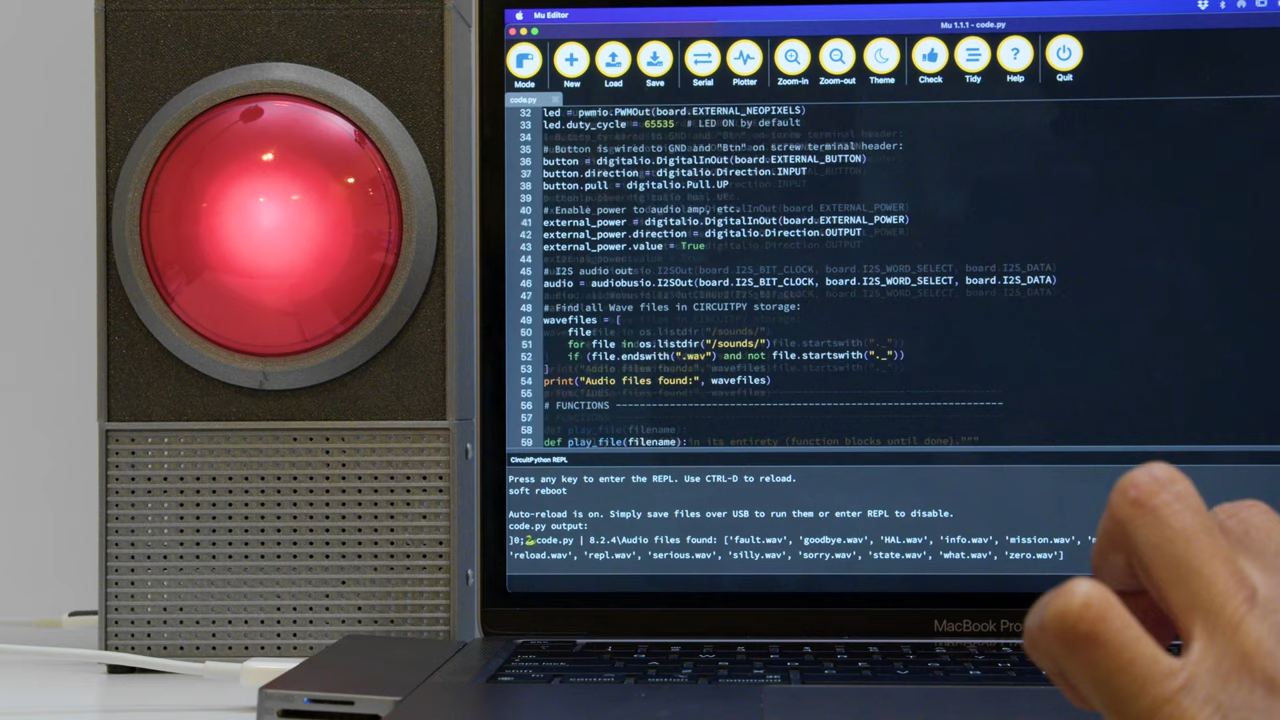 Mu Editor
Mu 1.1.1 - code.py
Mode New Load Save Serial Plotter Zoom-in Zoom-out Theme Check Tidy Help Quit
code.py
32 led = pwmio.PWMOut(board.EXTERNAL_NEOPIXELS)
33 led.duty_cycle = 65535 # LED ON by default
34
35 # Button is wired to GND and "Btn" on screw terminal header:
36 button = digitalio.DigitalInOut(board.EXTERNAL_BUTTON)
37 button.direction = digitalio.Direction.INPUT
38 button.pull = digitalio.Pull.UP
39
40 # Enable power to audio amp, etc.
41 external_power = digitalio.DigitalInOut(board.EXTERNAL_POWER)
42 external_power.direction = digitalio.Direction.OUTPUT
43 external_power.value = True
44
45 # I2S audio out
46 audio = audiobusio.I2SOut(board.I2S_BIT_CLOCK, board.I2S_WORD_SELECT, board.I2S_DATA)
47
48 # Find all Wave files in CIRCUITPY storage:
49 wavefiles = [
50 file
51 for file in os.listdir("/sounds/")
52 if (file.endswith(".wav") and not file.startswith("._"))
53 ]
54 print("Audio files found:", wavefiles)
55
56 # FUNCTIONS ----------------------------------------------------------------
57
58
59 def play_file(filename):
CircuitPython REPL
Press any key to enter the REPL. Use CTRL-D to reload.
soft reboot
Auto-reload is on. Simply save files over USB to run them or enter REPL to disable.
code.py output:
]0;🐍code.py | 8.2.4\Audio files found: ['fault.wav', 'goodbye.wav', 'HAL.wav', 'info.wav', 'mission.wav',
'reload.wav', 'repl.wav', 'serious.wav', 'silly.wav', 'sorry.wav', 'state.wav', 'what.wav', 'zero.wav']
MacBook Pro
caps lock
shift
control option command